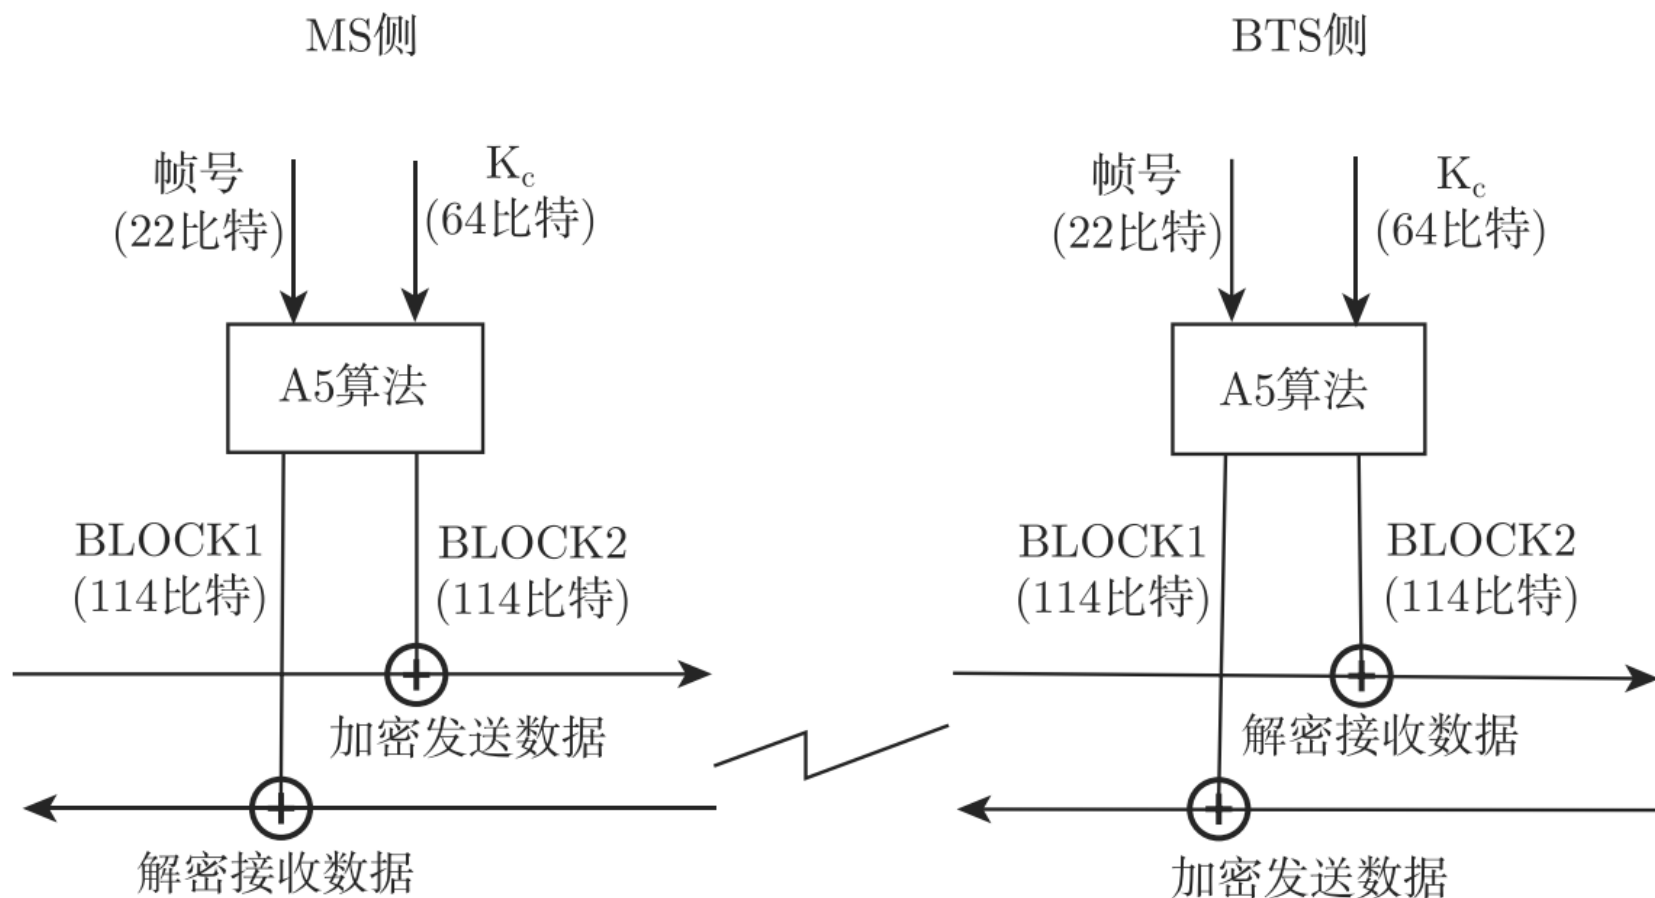 MS侧
帧号
(22比特)
K_c
(64比特)
A5算法
BLOCK1
(114比特)
BLOCK2
(114比特)
加密发送数据
解密接收数据
BTS侧
帧号
(22比特)
K_c
(64比特)
A5算法
BLOCK1
(114比特)
BLOCK2
(114比特)
解密接收数据
加密发送数据